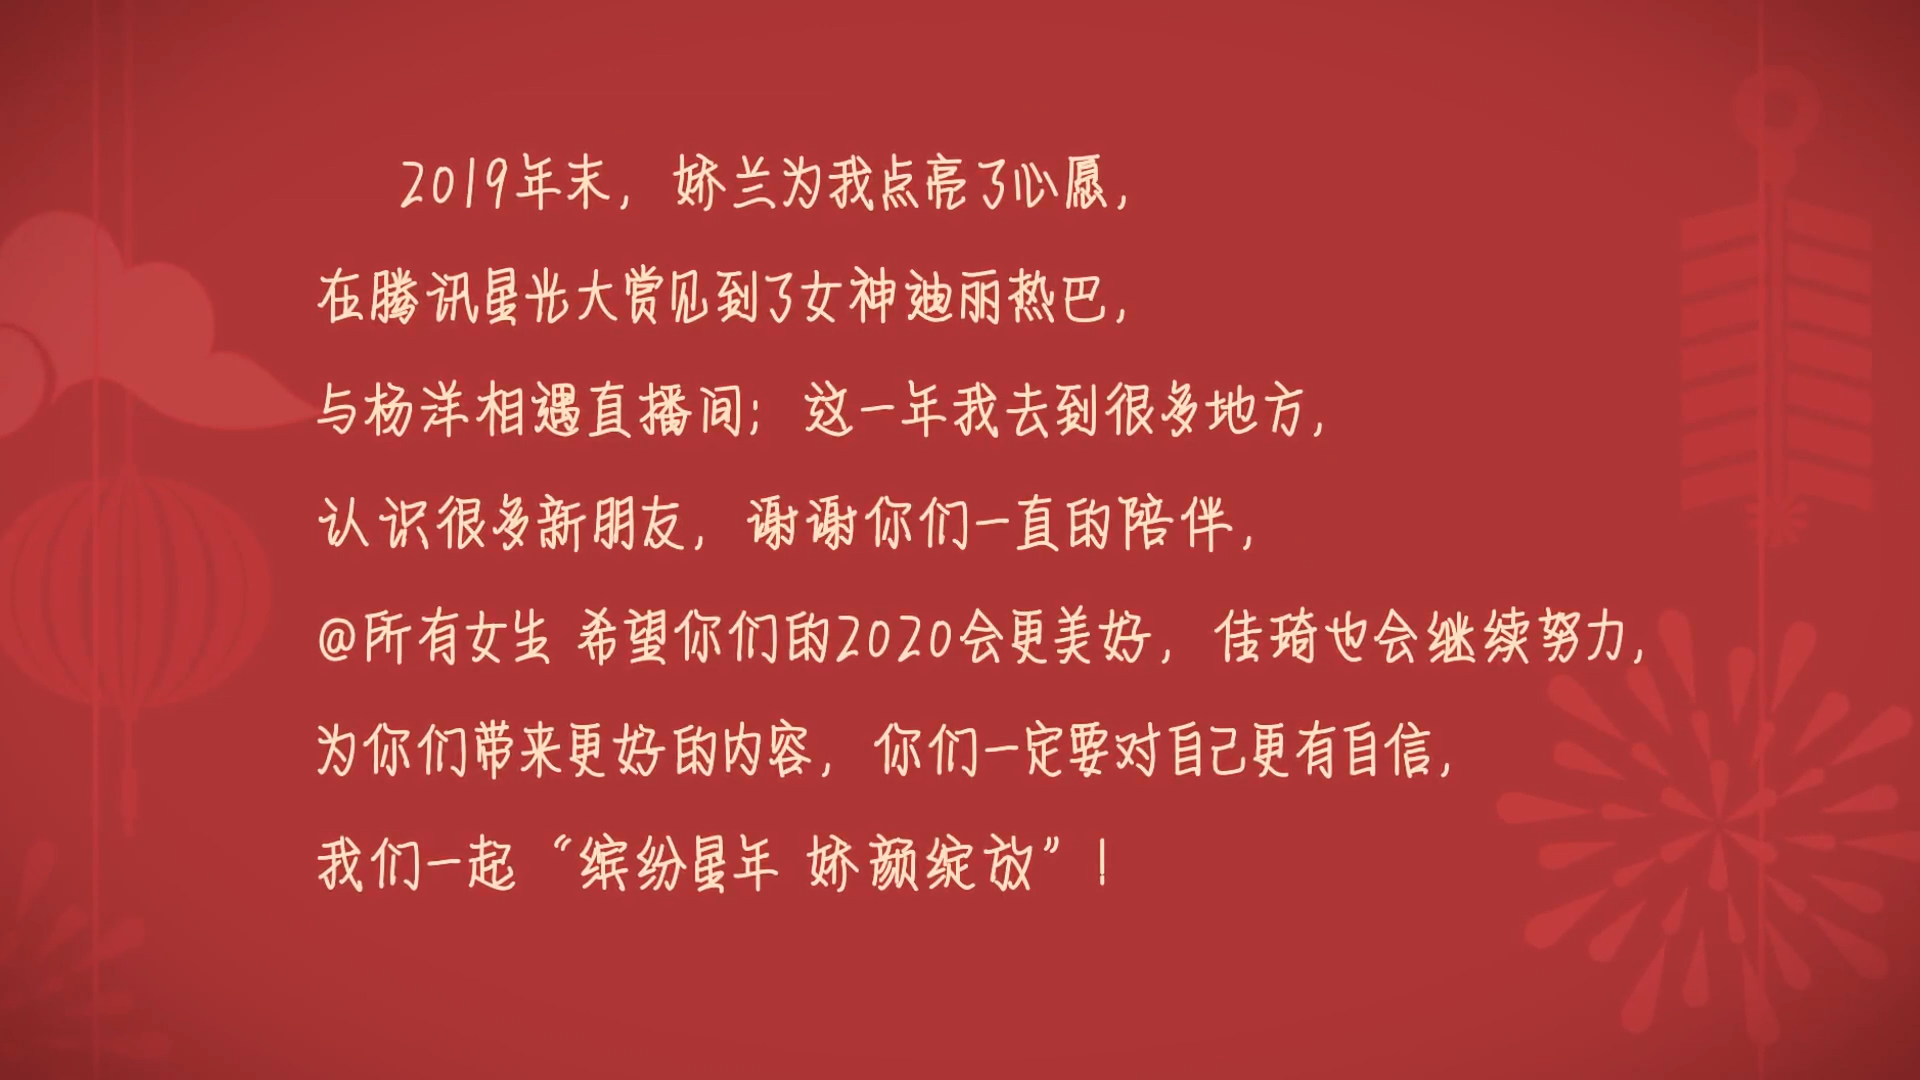 2019年末，娇兰为我点亮了心愿，
在腾讯星光大赏见到了女神迪丽热巴，
与杨洋相遇直播间；这一年我去到很多地方，
认识很多新朋友，谢谢你们一直的陪伴，
@所有女生 希望你们的2020会更美好，佳琦也会继续努力，
为你们带来更好的内容，你们一定要对自己更有自信，
我们一起“缤纷星年 娇颜绽放”！